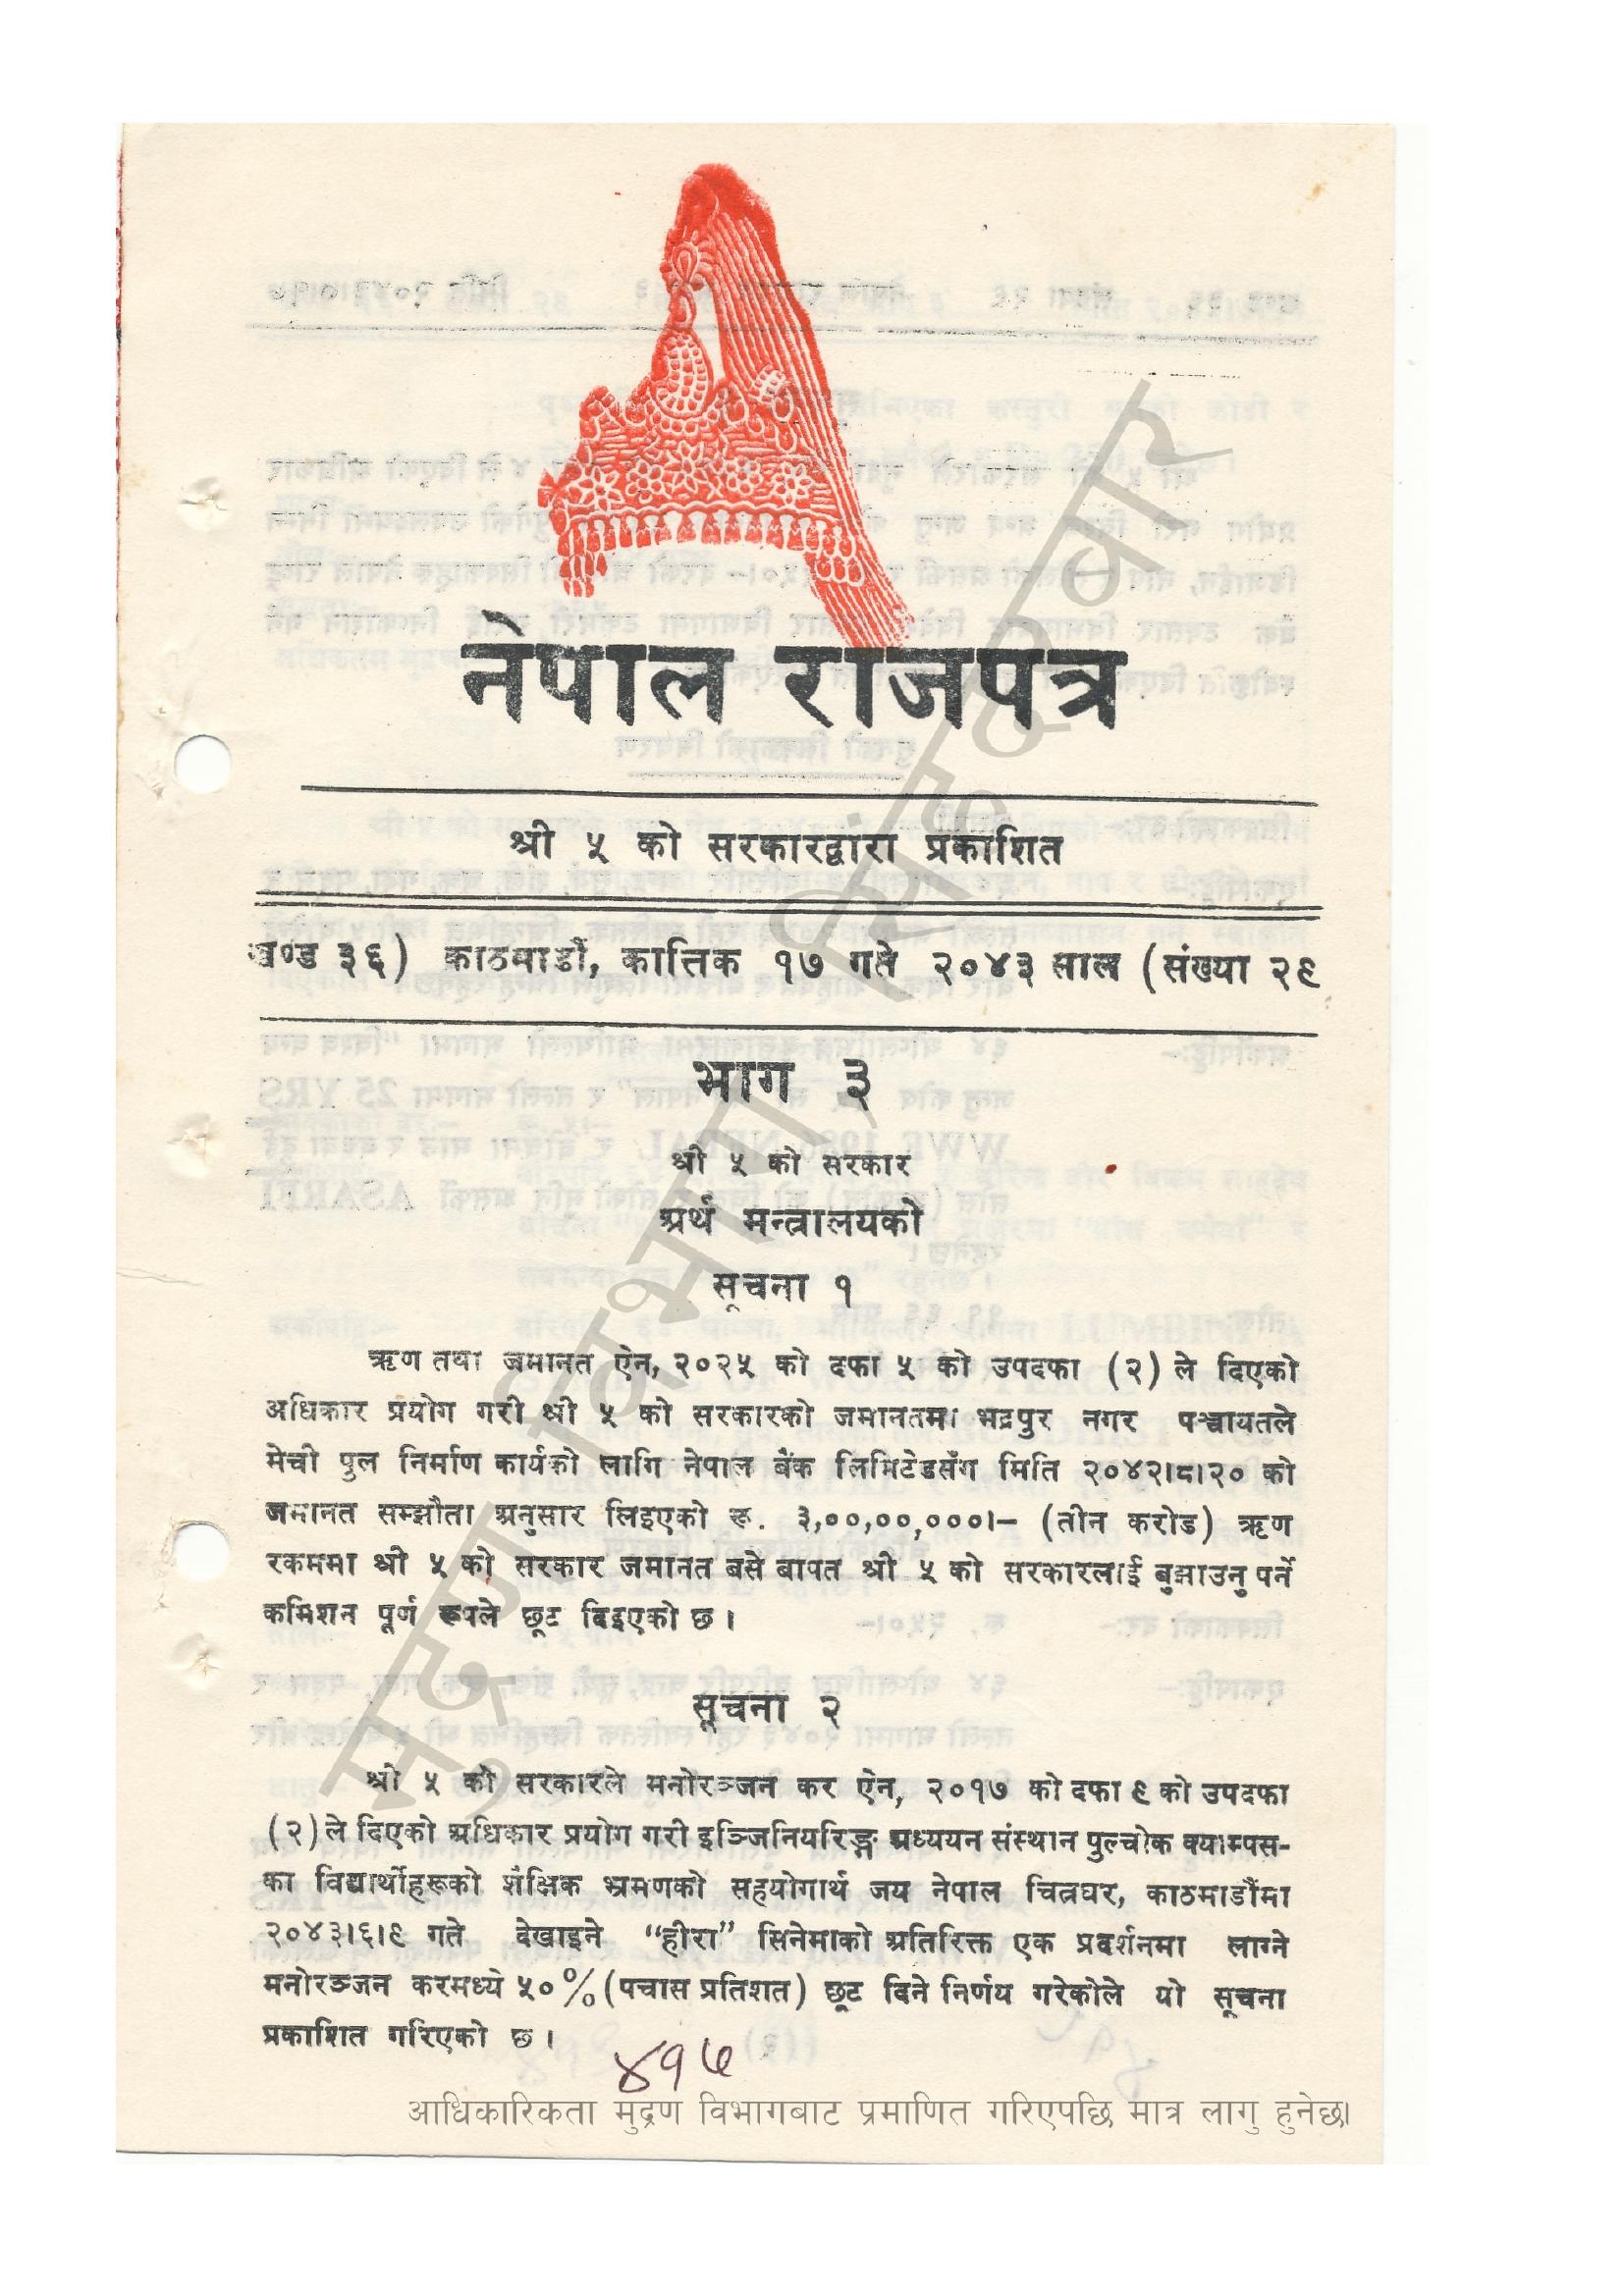 नेपाल राजपत्र
श्री ५ को सरकारद्वारा प्रकाशित
खण्ड ३६) काठमाडौं, कात्तिक १७ गते २०४३ साल (संख्या २९
भाग ३
श्री ५ को सरकार
अर्थ मन्त्रालयको
सूचना १
ऋण तथा जमानत ऐन, २०२५ को दफा ५ को उपदफा (२) ले दिएको
अधिकार प्रयोग गरी श्री ५ को सरकारको जमानतमा भद्रपुर नगर पञ्चायतले
मेची पुल निर्माण कार्यको लागि नेपाल बैंक लिमिटेडसँग मिति २०४२।८।२० को
जमानत सम्झौता अनुसार लिइएको रू. ३,००,००,०००।– (तीन करोड) ऋण
रकममा श्री ५ को सरकार जमानत बसे बापत श्री ५ को सरकारलाई बुझाउनु पर्ने
कमिशन पूर्ण रूपले छूट दिइएको छ ।
सूचना २
श्री ५ को सरकारले मनोरञ्जन कर ऐन, २०१७ को दफा ९ को उपदफा
(२) ले दिएको अधिकार प्रयोग गरी इञ्जिनियरिङ्ग अध्ययन संस्थान पुल्चोक क्याम्पस-
का विद्यार्थीहरूको शैक्षिक भ्रमणको सहयोगार्थ जय नेपाल चित्रघर, काठमाडौंमा
२०४३।६।९ गते देखाइने “हीरा” सिनेमाको अतिरिक्त एक प्रदर्शनमा लाग्ने
मनोरञ्जन करमध्ये ५०% (पचास प्रतिशत) छूट दिने निर्णय गरेकोले यो सूचना
प्रकाशित गरिएको छ ।
४१७
आधिकारिकता मुद्रण विभागबाट प्रमाणित गरिएपछि मात्र लागु हुनेछ।
मुद्रण विभाग, सिंहदरबार